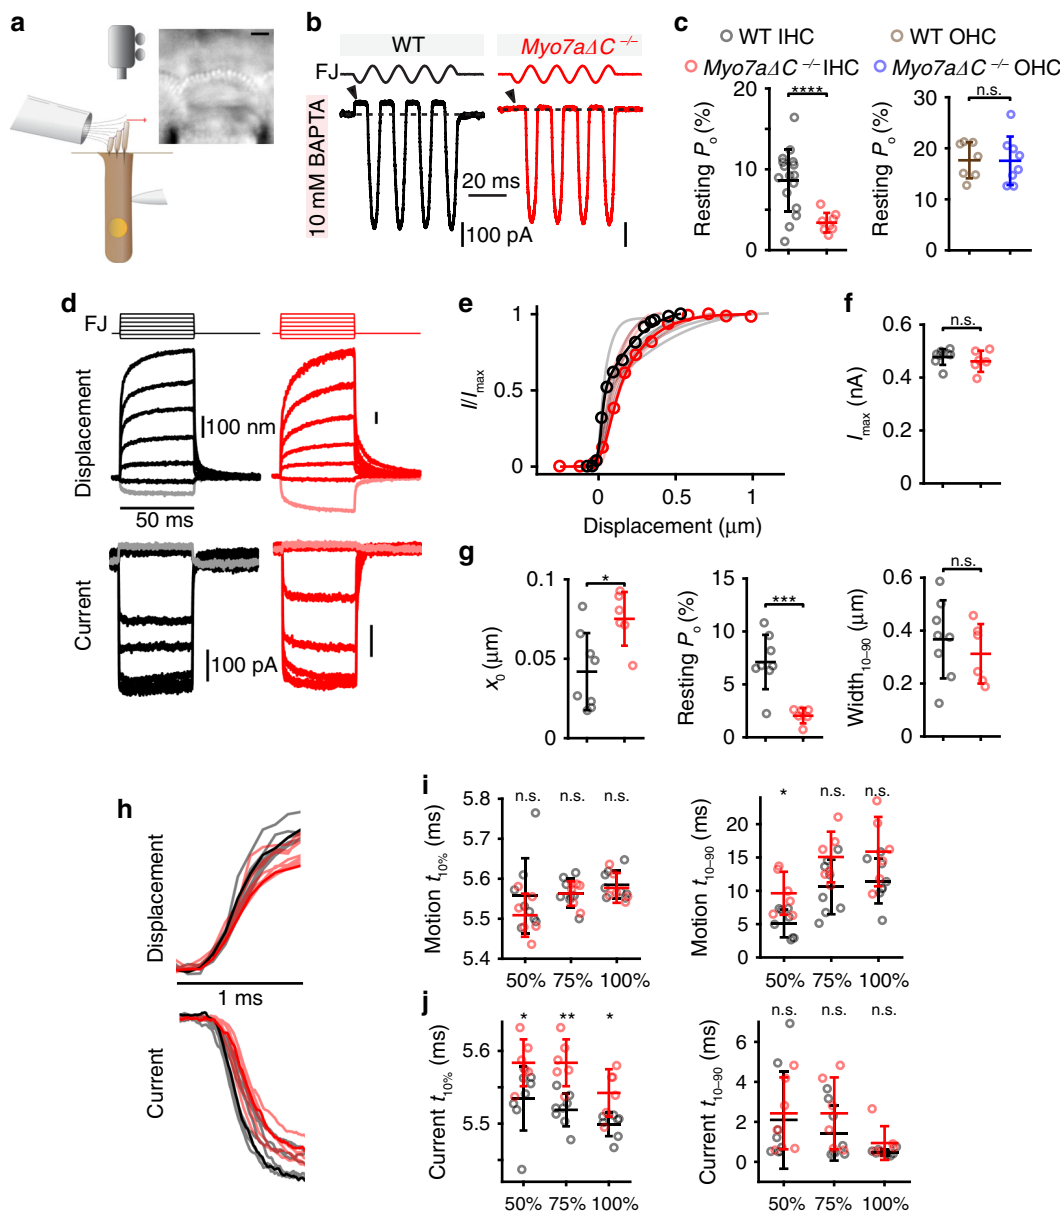 a
b
WT
Myo7aΔC −/−
FJ
10 mM BAPTA
20 ms
100 pA
c
WT IHC
WT OHC
Myo7aΔC −/− IHC
Myo7aΔC −/− OHC
****
n.s.
Resting Po (%)
20
10
0
Resting Po (%)
30
20
10
0
d
FJ
Displacement
100 nm
50 ms
Current
100 pA
e
I/Imax
1
0.5
0
0
0.5
1
Displacement (μm)
f
n.s.
Imax (nA)
0.6
0.4
0.2
0
g
*
x0 (μm)
0.1
0.05
0
***
Resting Po (%)
15
10
5
0
n.s.
Width10–90 (μm)
0.6
0.4
0.2
0
h
Displacement
1 ms
Current
i
n.s. n.s. n.s.
Motion t10% (ms)
5.8
5.7
5.6
5.5
5.4
50% 75% 100%
* n.s. n.s.
Motion t10–90 (ms)
20
15
10
5
0
50% 75% 100%
j
* ** *
Current t10% (ms)
5.6
5.5
50% 75% 100%
n.s. n.s. n.s.
Current t10–90 (ms)
6
4
2
0
50% 75% 100%